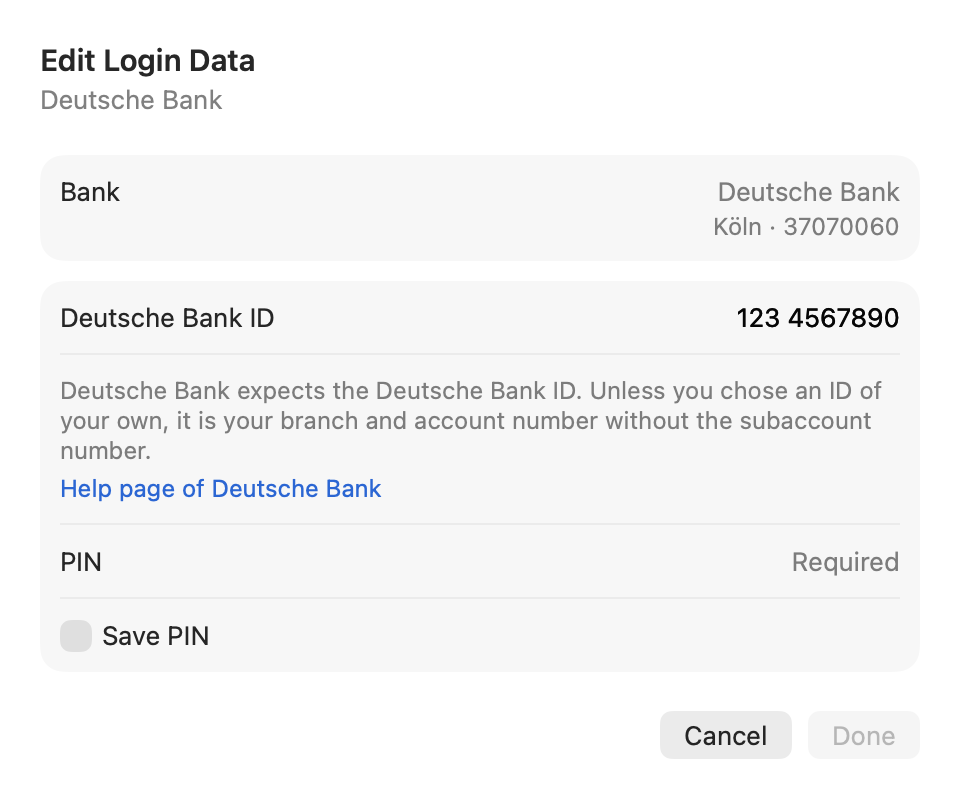 Edit Login Data
Deutsche Bank
Bank
Deutsche Bank
Köln · 37070060
Deutsche Bank ID
123 4567890
Deutsche Bank expects the Deutsche Bank ID. Unless you chose an ID of
your own, it is your branch and account number without the subaccount
number.
Help page of Deutsche Bank
PIN
Required
Save PIN
Cancel
Done